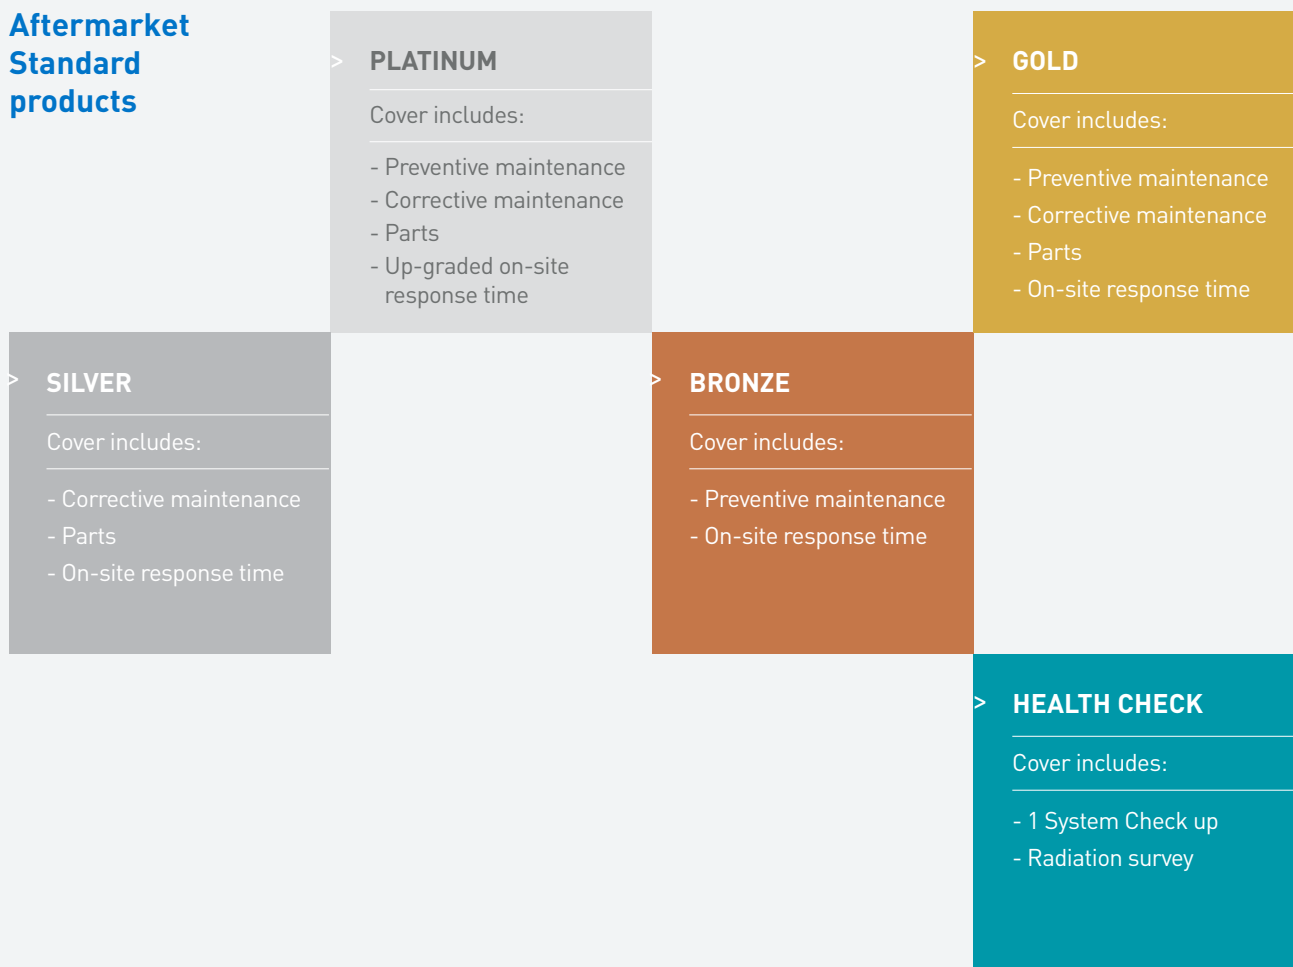 Aftermarket
Standard
products
> PLATINUM
Cover includes:
- Preventive maintenance
- Corrective maintenance
- Parts
- Up-graded on-site
response time
> GOLD
Cover includes:
- Preventive maintenance
- Corrective maintenance
- Parts
- On-site response time
> SILVER
Cover includes:
- Corrective maintenance
- Parts
- On-site response time
> BRONZE
Cover includes:
- Preventive maintenance
- On-site response time
> HEALTH CHECK
Cover includes:
- 1 System Check up
- Radiation survey